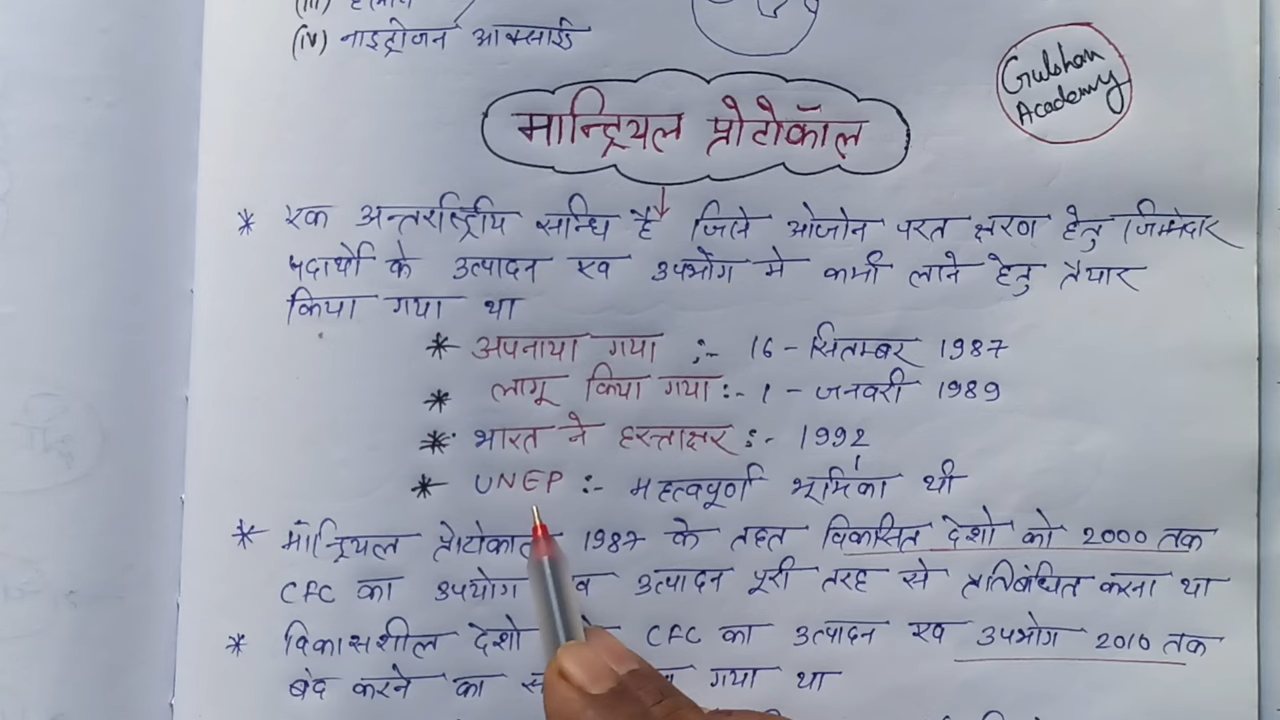 (iv) नाइट्रोजन आक्साईड
Gulshan
Academy
मान्ट्रियल प्रोटोकॉल
* एक अन्तर्राष्ट्रीय सन्धि है जिसे ओजोन परत क्षरण हेतु जिम्मेदार
पदार्थो के उत्पादन एव उपभोग मे कमी लाने हेतु तैयार
किया गया था
* अपनाया गया :- 16 - सितम्बर 1987
* लागू किया गया :- 1 - जनवरी 1989
* भारत ने हस्ताक्षर :- 1992
* UNEP :- महत्वपूर्ण भूमिका थी
* मॉन्ट्रियल प्रोटोकाल 1987 के तहत विकसित देशो को 2000 तक
CFC का उपयोग व उत्पादन पूरी तरह से प्रतिबंधित करना था
* विकासशील देशो CFC का उत्पादन एव उपभोग 2010 तक
बंद करने का गया था